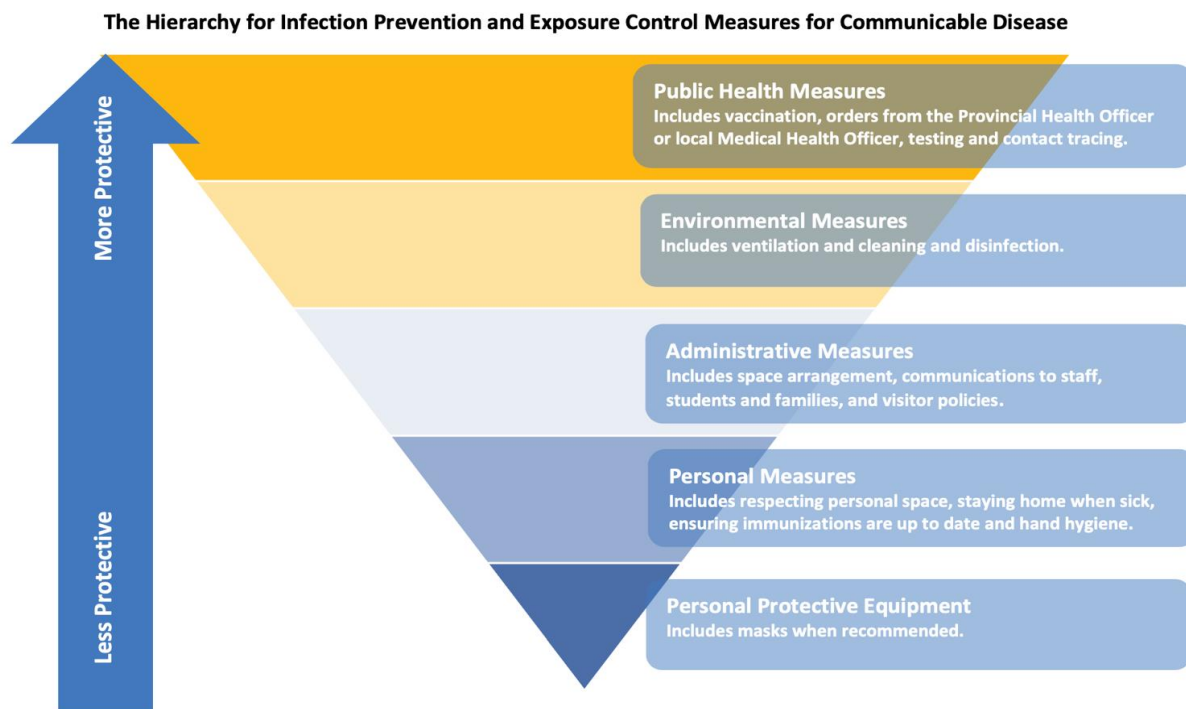 The Hierarchy for Infection Prevention and Exposure Control Measures for Communicable Disease
More Protective
Less Protective
Public Health Measures
Includes vaccination, orders from the Provincial Health Officer
or local Medical Health Officer, testing and contact tracing.
Environmental Measures
Includes ventilation and cleaning and disinfection.
Administrative Measures
Includes space arrangement, communications to staff,
students and families, and visitor policies.
Personal Measures
Includes respecting personal space, staying home when sick,
ensuring immunizations are up to date and hand hygiene.
Personal Protective Equipment
Includes masks when recommended.